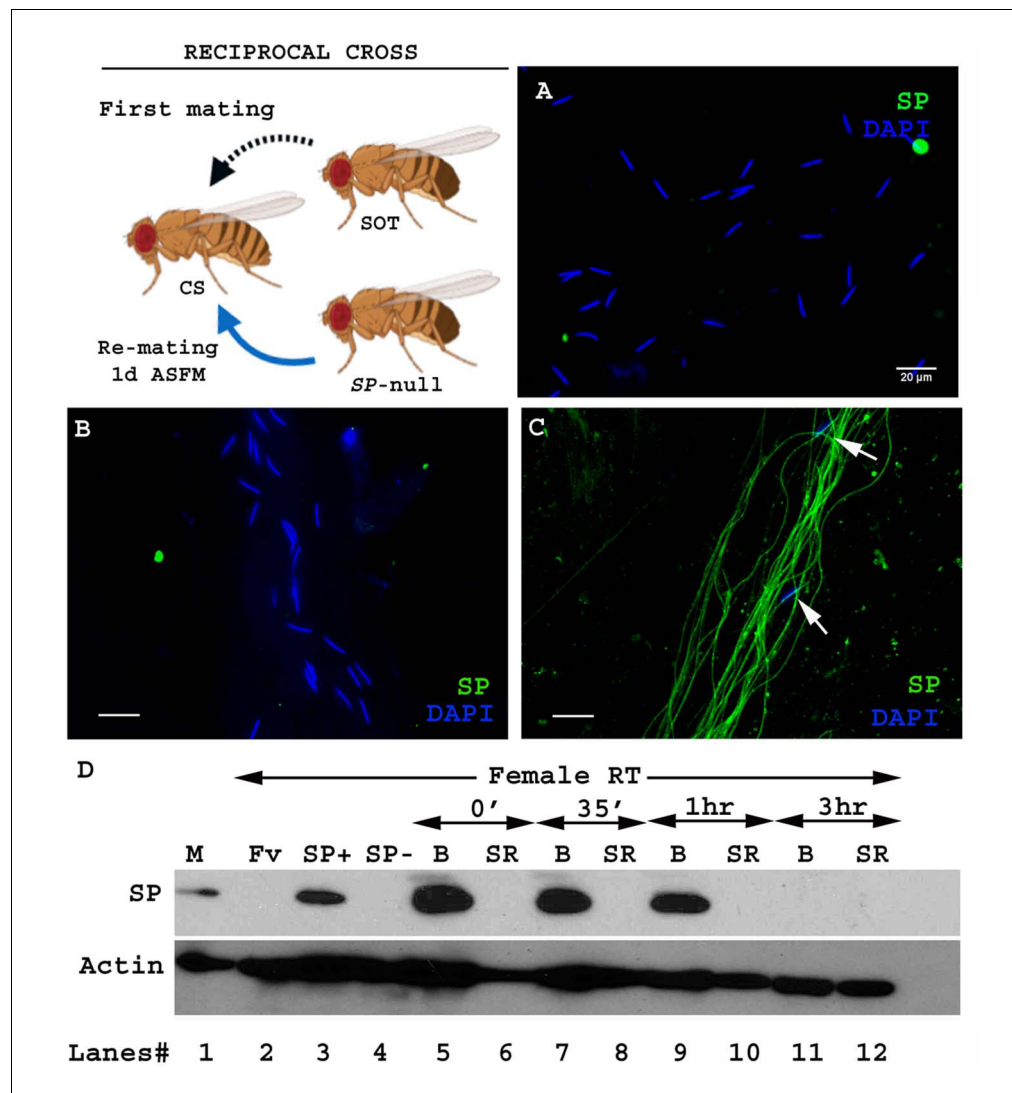 RECIPROCAL CROSS
First mating
SOT
CS
Re-mating
1d ASFM
SP-null
A
SP
DAPI
20 µm
B
SP
DAPI
C
SP
DAPI
D
Female RT
0′ 35′ 1hr 3hr
M Fv SP+ SP- B SR B SR B SR B SR
SP
Actin
Lanes# 1 2 3 4 5 6 7 8 9 10 11 12